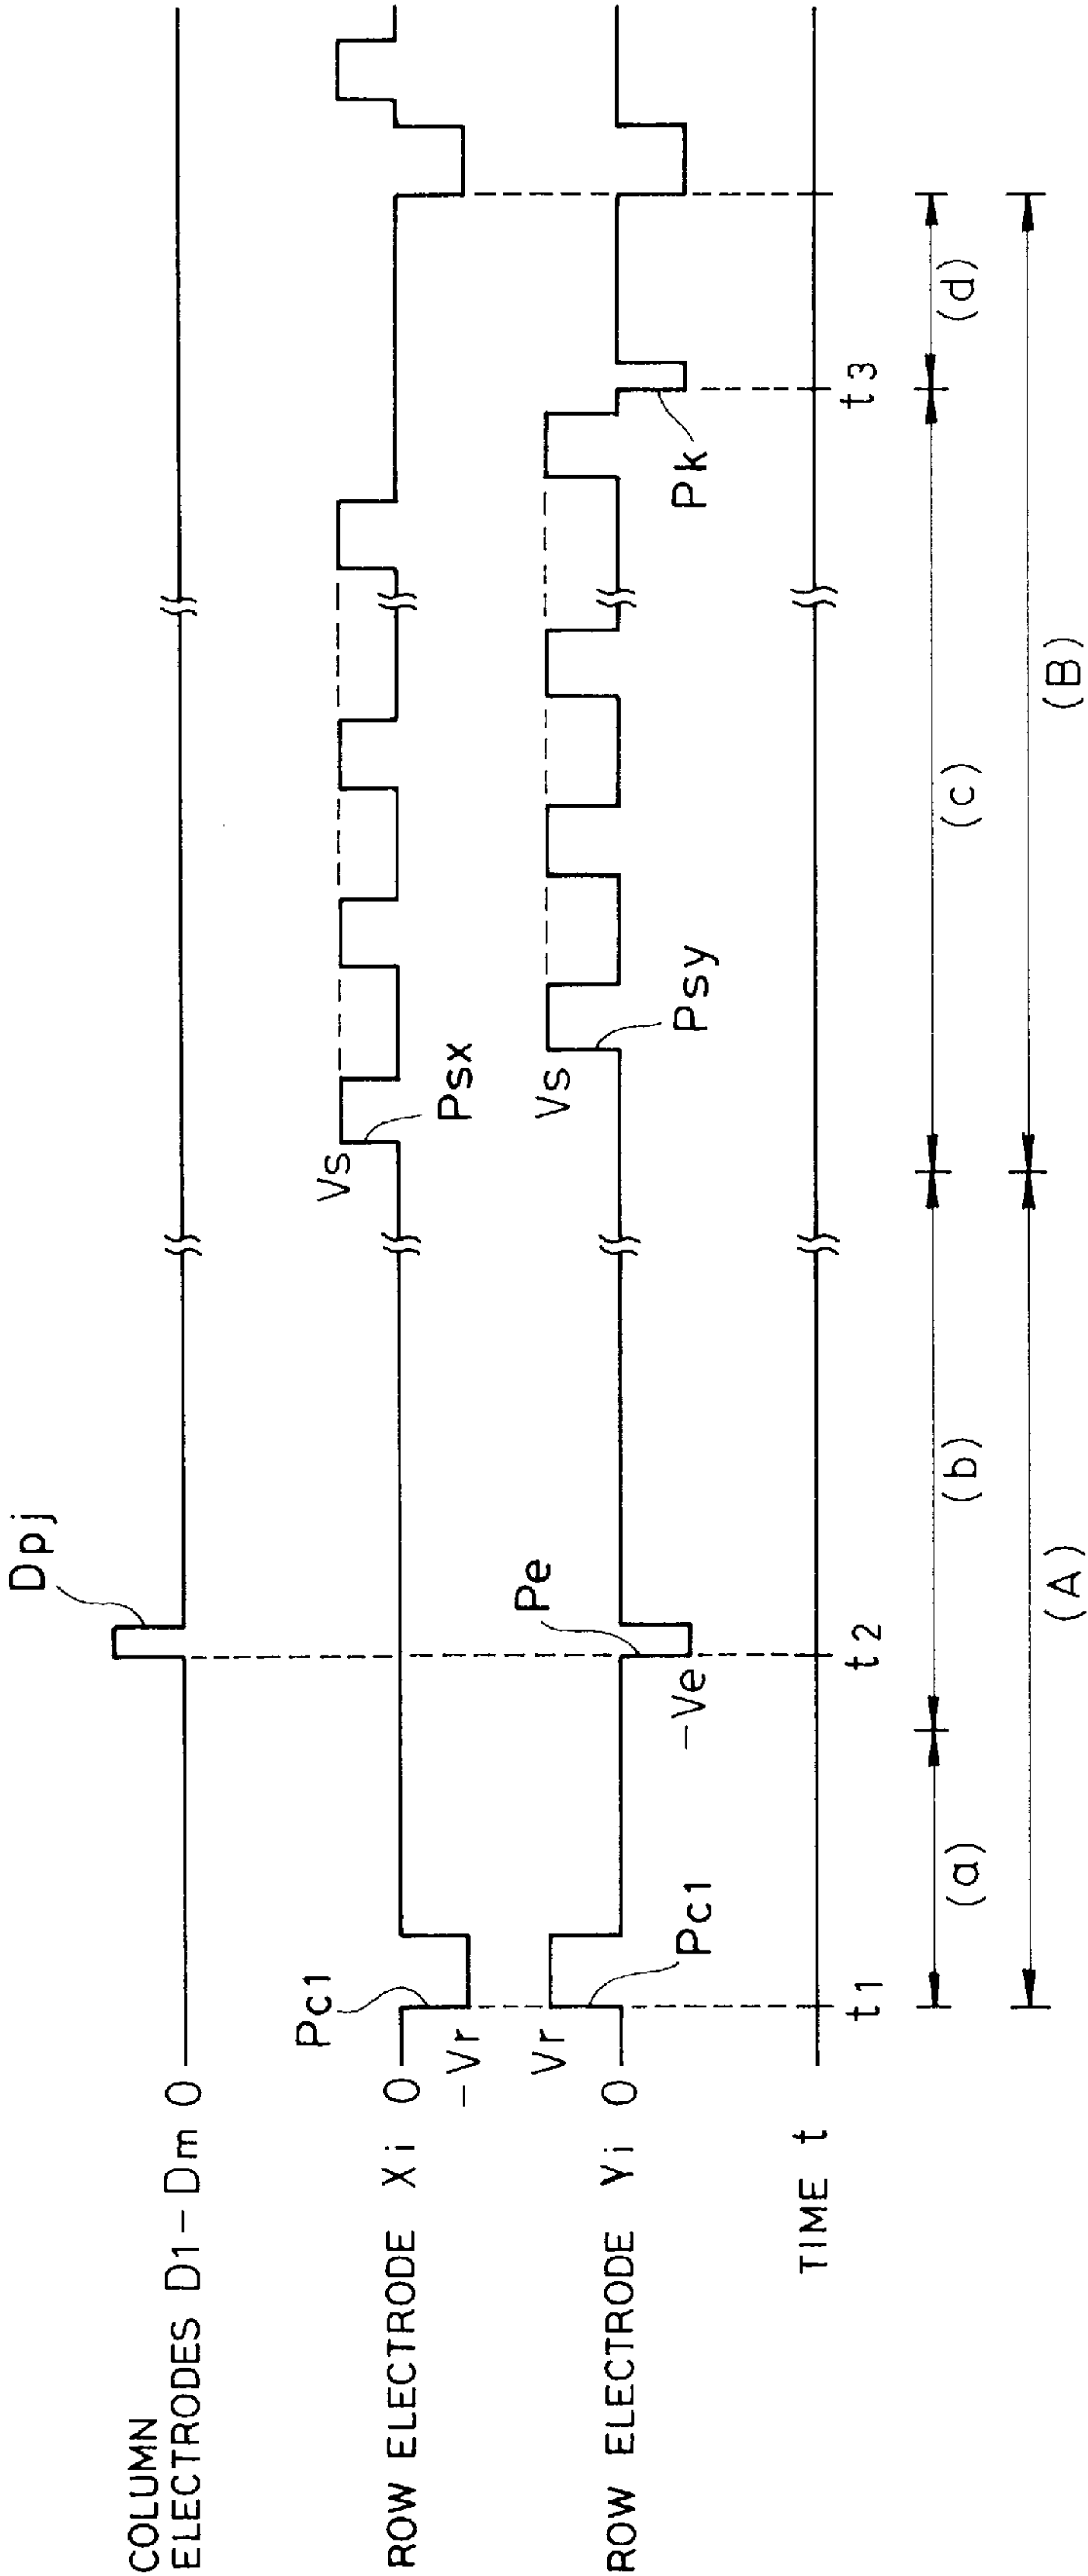 COLUMN
ELECTRODES D1-Dm 0
Dpj
ROW ELECTRODE Xi 0
-Vr
Pc1
Vs
Psx
ROW ELECTRODE Yi 0
Vr
Pc1
-Ve
Pe
Vs
Psy
Pk
TIME t
t1
t2
t3
(a)
(b)
(c)
(d)
(A)
(B)